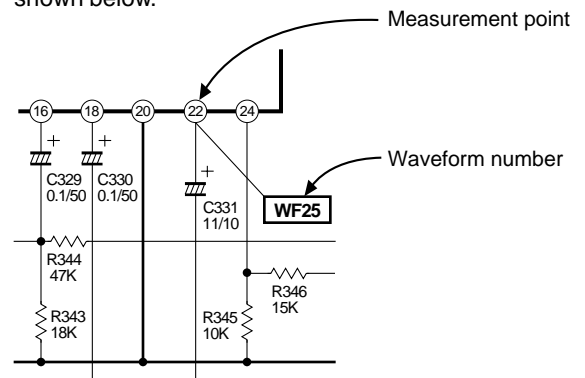 shown below.
Measurement point
16 18 20 22 24
Waveform number
C329
0.1/50
C330
0.1/50
C331
11/10
WF25
R344
47K
R346
15K
R343
18K
R345
10K